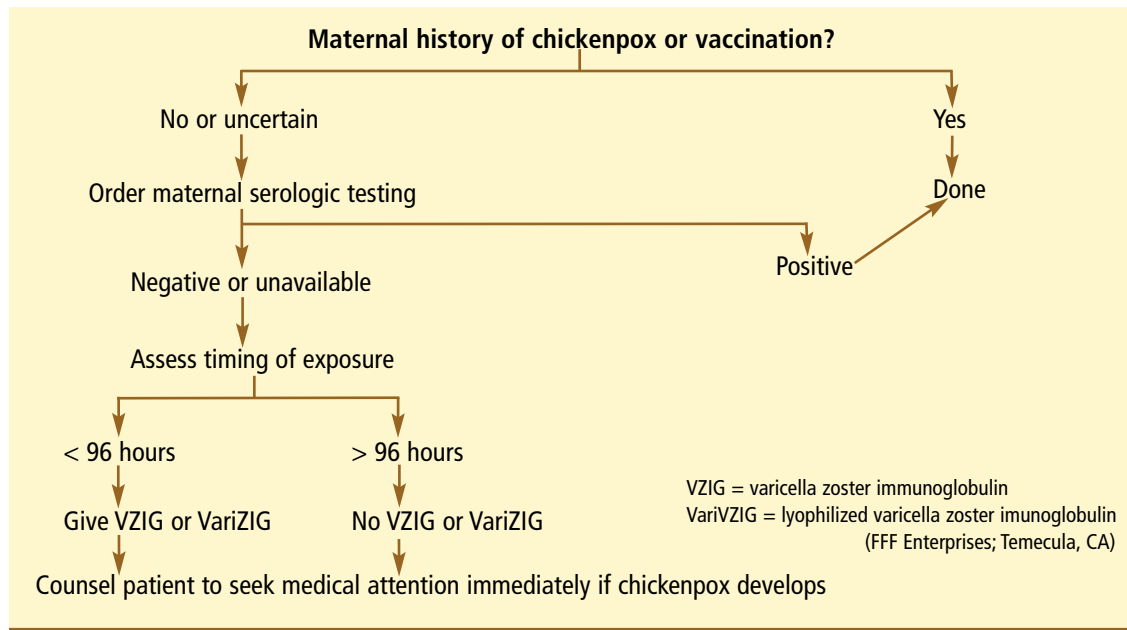 Maternal history of chickenpox or vaccination?
No or uncertain
Yes
Order maternal serologic testing
Done
Positive
Negative or unavailable
Assess timing of exposure
< 96 hours
> 96 hours
Give VZIG or VariZIG
No VZIG or VariZIG
VZIG = varicella zoster immunoglobulin
VariVZIG = lyophilized varicella zoster imunoglobulin
(FFF Enterprises; Temecula, CA)
Counsel patient to seek medical attention immediately if chickenpox develops